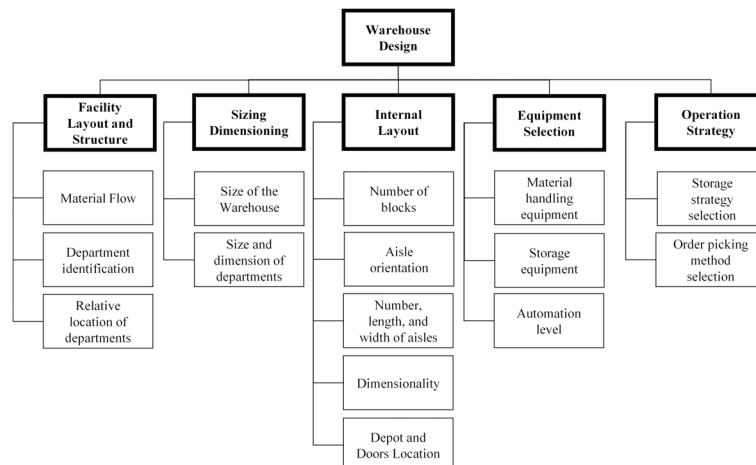 Warehouse
Design
Facility
Layout and
Structure
Material Flow
Department
identification
Relative
location of
departments
Sizing
Dimensioning
Size of the
Warehouse
Size and
dimension of
departments
Internal
Layout
Number of
blocks
Aisle
orientation
Number,
length, and
width of aisles
Dimensionality
Depot and
Doors Location
Equipment
Selection
Material
handling
equipment
Storage
equipment
Automation
level
Operation
Strategy
Storage
strategy
selection
Order picking
method
selection